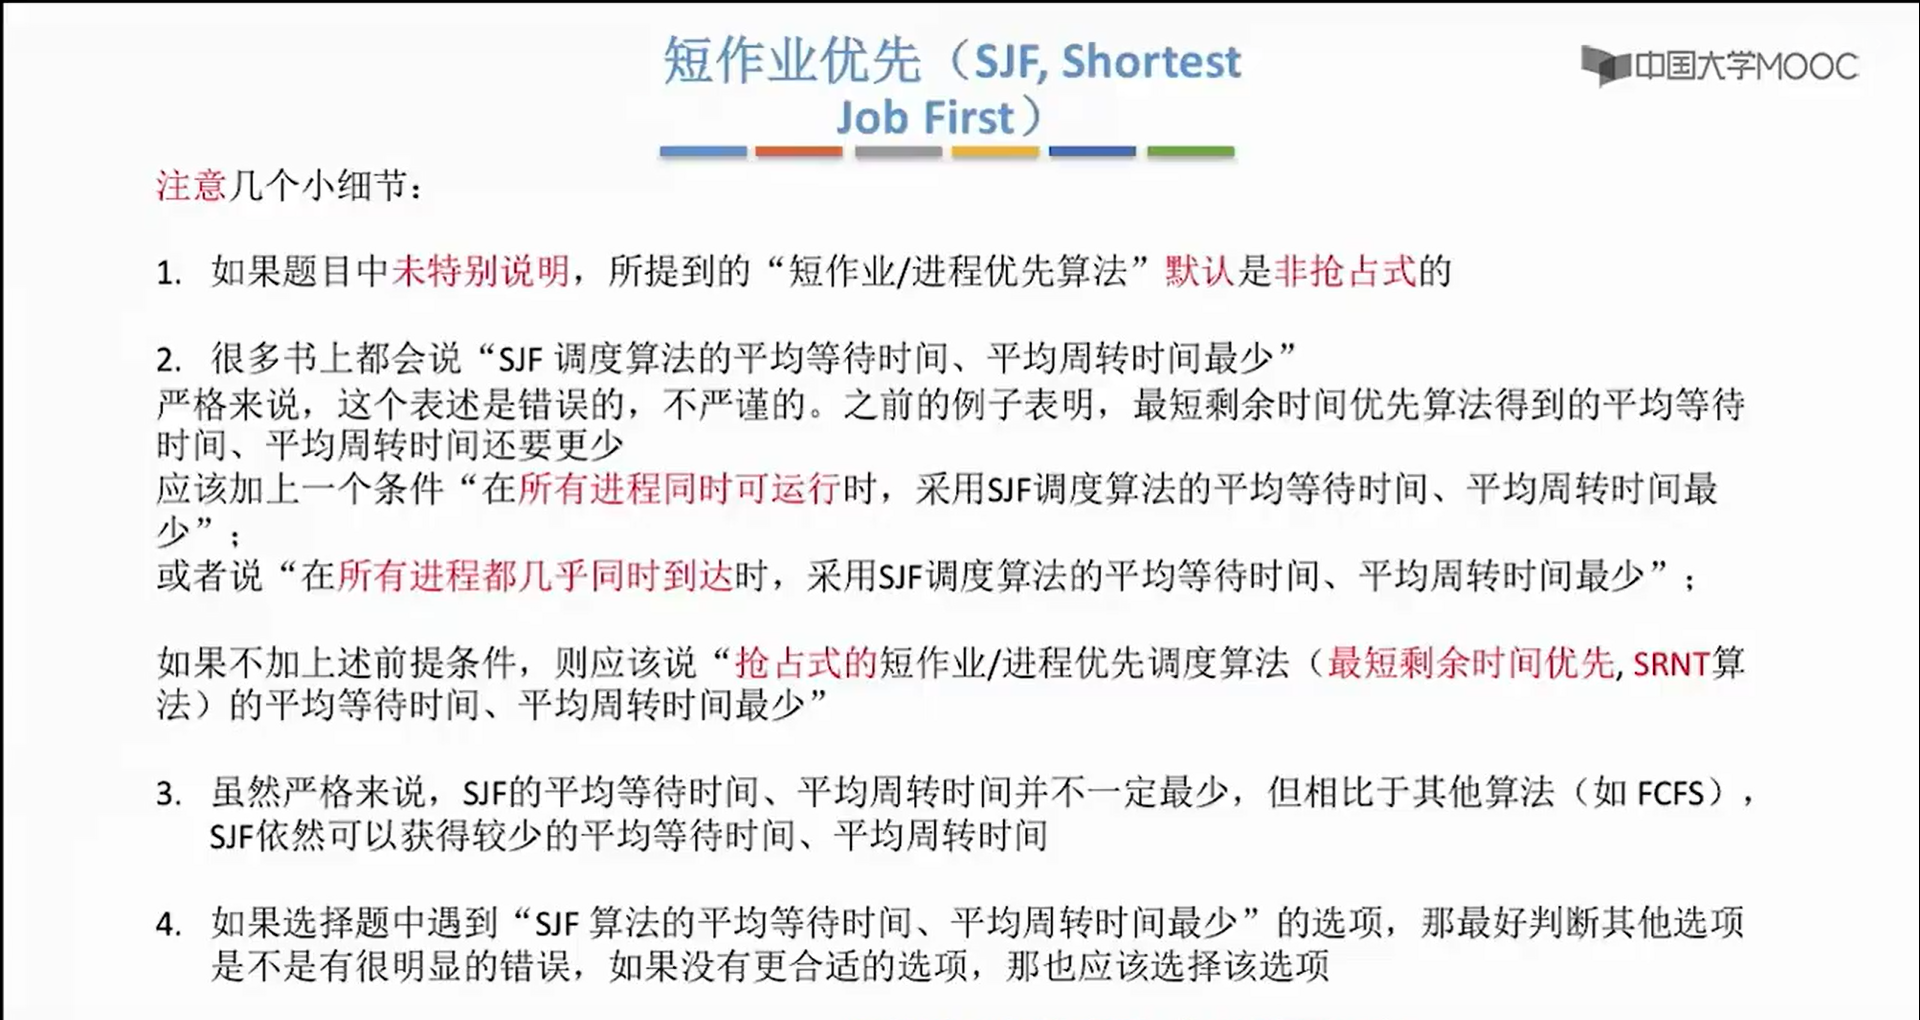 短作业优先（SJF, Shortest
Job First）
中国大学MOOC
注意几个小细节：
1. 如果题目中未特别说明，所提到的“短作业/进程优先算法”默认是非抢占式的
2. 很多书上都会说“SJF 调度算法的平均等待时间、平均周转时间最少”
严格来说，这个表述是错误的，不严谨的。之前的例子表明，最短剩余时间优先算法得到的平均等待
时间、平均周转时间还要更少
应该加上一个条件“在所有进程同时可运行时，采用SJF调度算法的平均等待时间、平均周转时间最
少”；
或者说“在所有进程都几乎同时到达时，采用SJF调度算法的平均等待时间、平均周转时间最少”；
如果不加上述前提条件，则应该说“抢占式的短作业/进程优先调度算法（最短剩余时间优先, SRNT算
法）的平均等待时间、平均周转时间最少”
3. 虽然严格来说，SJF的平均等待时间、平均周转时间并不一定最少，但相比于其他算法（如 FCFS），
SJF依然可以获得较少的平均等待时间、平均周转时间
4. 如果选择题中遇到“SJF 算法的平均等待时间、平均周转时间最少”的选项，那最好判断其他选项
是不是有很明显的错误，如果没有更合适的选项，那也应该选择该选项